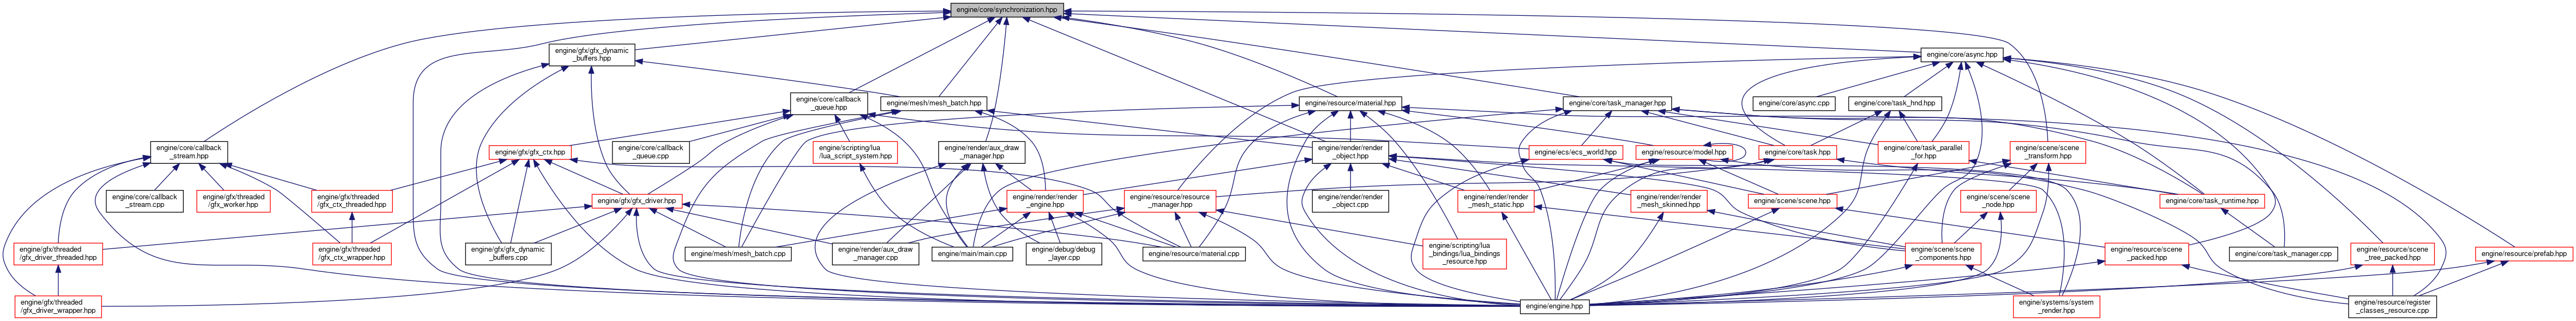 engine/core/synchronization.hpp
engine/gfx/gfx_dynamic
_buffers.hpp
engine/core/async.hpp
engine/core/callback
_queue.hpp
engine/mesh/mesh_batch.hpp
engine/resource/material.hpp
engine/core/task_manager.hpp
engine/core/async.cpp
engine/core/task_hnd.hpp
engine/core/callback
_stream.hpp
engine/gfx/gfx_ctx.hpp
engine/core/callback
_queue.cpp
engine/scripting/lua
/lua_script_system.hpp
engine/render/aux_draw
_manager.hpp
engine/render/render
_object.hpp
engine/ecs/ecs_world.hpp
engine/resource/model.hpp
engine/core/task.hpp
engine/core/task_parallel
_for.hpp
engine/scene/scene
_transform.hpp
engine/core/callback
_stream.cpp
engine/gfx/threaded
/gfx_worker.hpp
engine/gfx/threaded
/gfx_ctx_threaded.hpp
engine/gfx/gfx_driver.hpp
engine/render/render
_engine.hpp
engine/resource/resource
_manager.hpp
engine/render/render
_object.cpp
engine/render/render
_mesh_static.hpp
engine/render/render
_mesh_skinned.hpp
engine/scene/scene.hpp
engine/scene/scene
_node.hpp
engine/core/task_runtime.hpp
engine/gfx/threaded
/gfx_driver_threaded.hpp
engine/gfx/threaded
/gfx_ctx_wrapper.hpp
engine/gfx/gfx_dynamic
_buffers.cpp
engine/mesh/mesh_batch.cpp
engine/render/aux_draw
_manager.cpp
engine/main/main.cpp
engine/debug/debug
_layer.cpp
engine/resource/material.cpp
engine/scripting/lua
_bindings/lua_bindings
_resource.hpp
engine/scene/scene
_components.hpp
engine/resource/scene
_packed.hpp
engine/core/task_manager.cpp
engine/resource/scene
_tree_packed.hpp
engine/resource/prefab.hpp
engine/gfx/threaded
/gfx_driver_wrapper.hpp
engine/engine.hpp
engine/systems/system
_render.hpp
engine/resource/register
_classes_resource.cpp